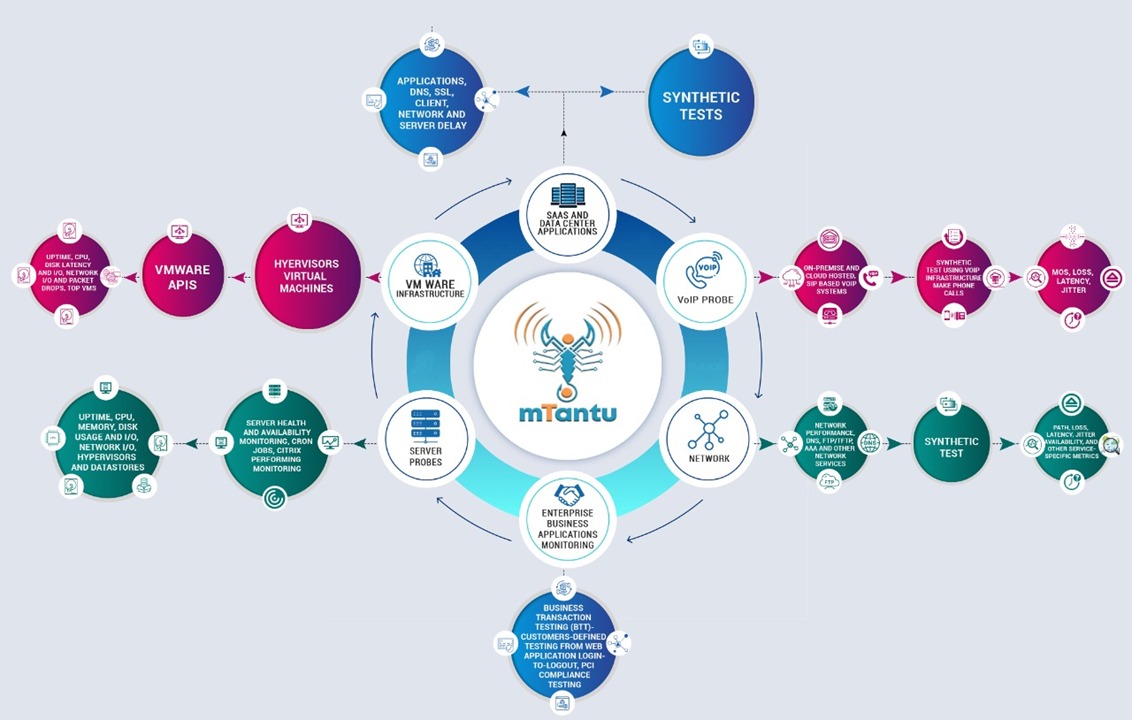 APPLICATIONS,
DNS, SSL,
CLIENT,
NETWORK AND
SERVER DELAY
SYNTHETIC
TESTS
SAAS AND
DATA CENTER
APPLICATIONS
UPTIME, CPU,
DISK LATENCY
AND I/O, NETWORK
I/O AND PACKET
DROPS, TOP VMS
VMWARE
APIS
HYERVISORS
VIRTUAL
MACHINES
VM WARE
INFRASTRUCTURE
VOIP
VoIP PROBE
ON-PREMISE AND
CLOUD HOSTED,
SIP BASED VOIP
SYSTEMS
SYNTHETIC
TEST USING VOIP
INFRASTRUCTURE
MAKE PHONE
CALLS
MOS, LOSS,
LATENCY,
JITTER
mTantu
UPTIME, CPU,
MEMORY, DISK
USAGE AND I/O,
NETWORK I/O,
HYPERVISORS
AND DATASTORES
SERVER HEALTH
AND AVAILABILITY
MONITORING, CRON
JOBS, CITRIX
PERFORMING
MONITORING
SERVER
PROBES
NETWORK
NETWORK
PERFORMANCE,
DNS, FTP/TFTP,
AAA AND OTHER
NETWORK
SERVICES
DNS
FTP
SYNTHETIC
TEST
PATH, LOSS,
LATENCY, JITTER
AVAILABILITY, AND
OTHER SERVICE-
SPECIFIC METRICS
ENTERPRISE
BUSINESS
APPLICATIONS
MONITORING
BUSINESS
TRANSACTION
TESTING (BTT)-
CUSTOMERS-DEFINED
TESTING FROM WEB
APPLICATION LOGIN-
TO-LOGOUT, PCI
COMPLIANCE
TESTING